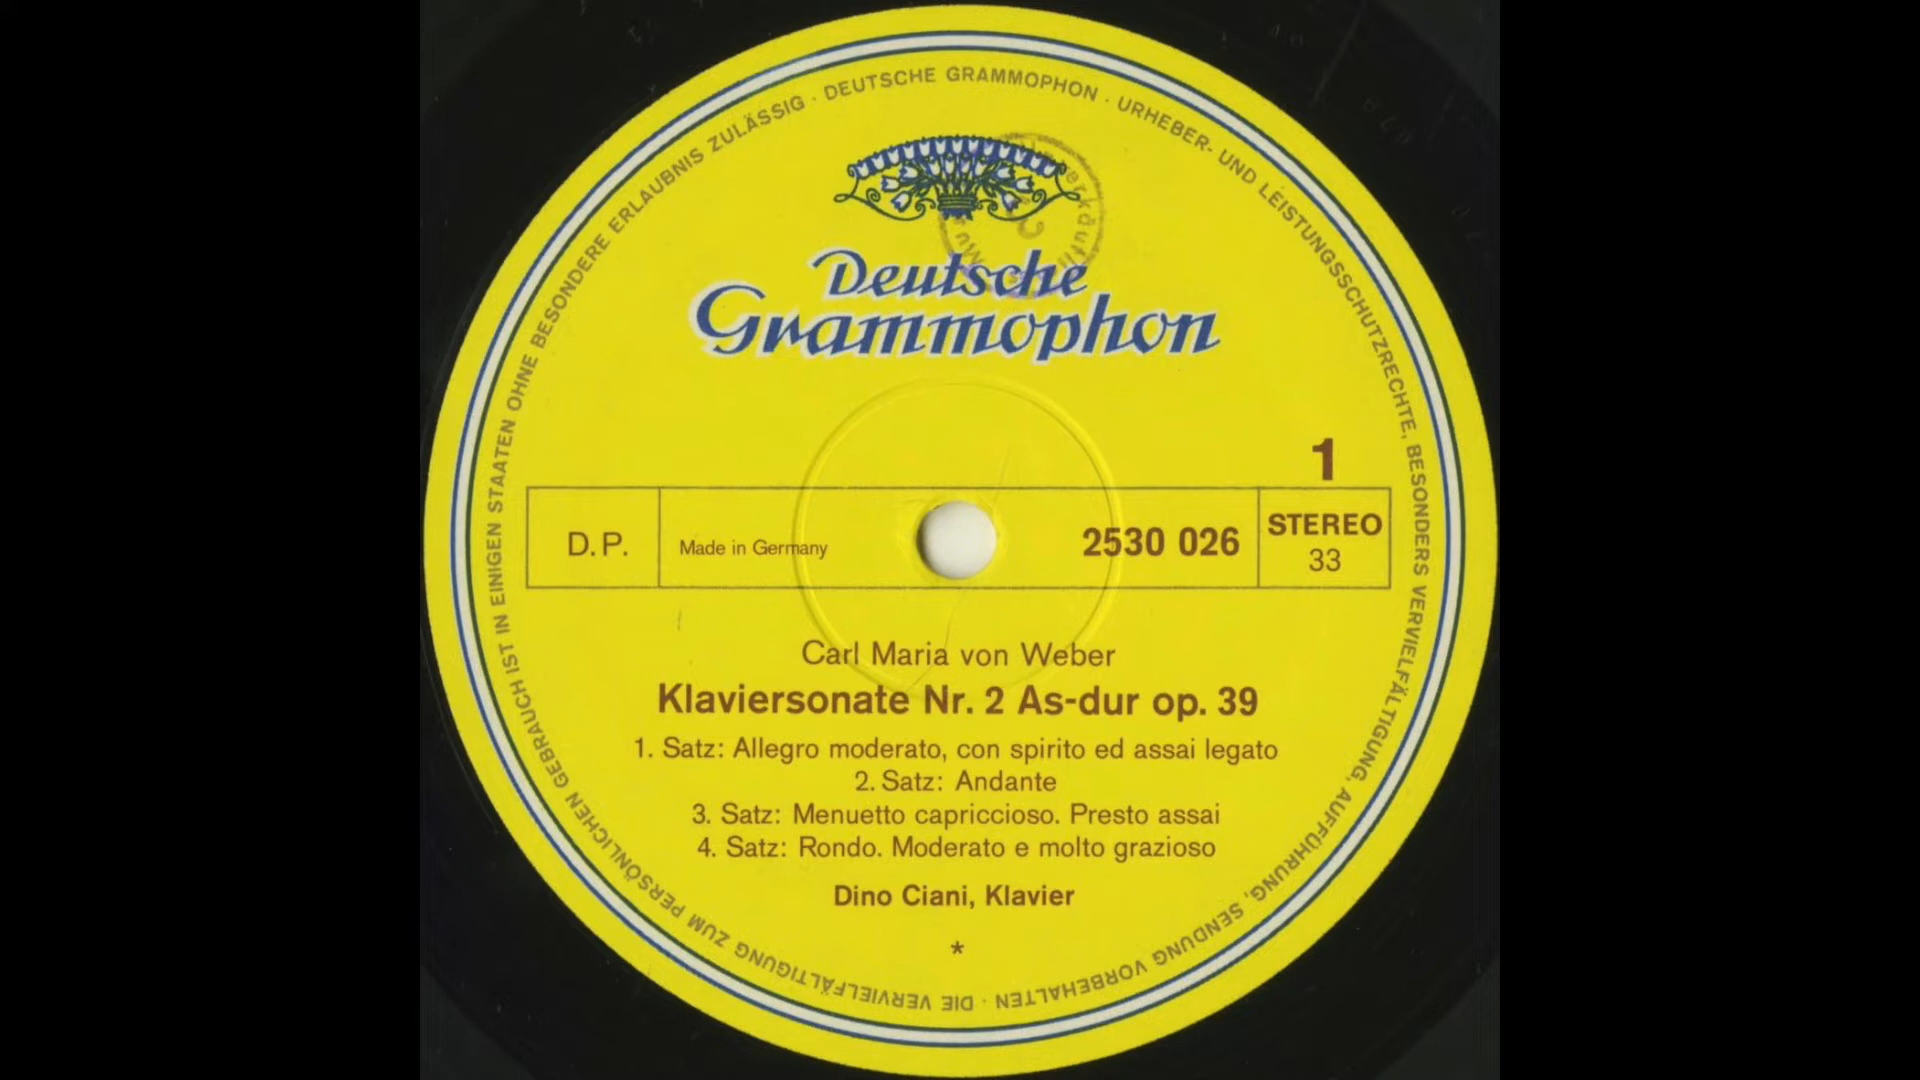 DEUTSCHE GRAMMOPHON · URHEBER- UND LEISTUNGSSCHUTZRECHTE, BESONDERS VERVIELFÄLTIGUNG, AUFFÜHRUNG, SENDUNG VORBEHALTEN · DIE VERVIELFÄLTIGUNG ZUM PERSÖNLICHEN GEBRAUCH IST IN EINIGEN STAATEN OHNE BESONDERE ERLAUBNIS ZULÄSSIG ·
Deutsche
Grammophon
1
D.P. Made in Germany 2530 026 STEREO
33
Carl Maria von Weber
Klaviersonate Nr. 2 As-dur op. 39
1. Satz: Allegro moderato, con spirito ed assai legato
2. Satz: Andante
3. Satz: Menuetto capriccioso. Presto assai
4. Satz: Rondo. Moderato e molto grazioso
Dino Ciani, Klavier
*